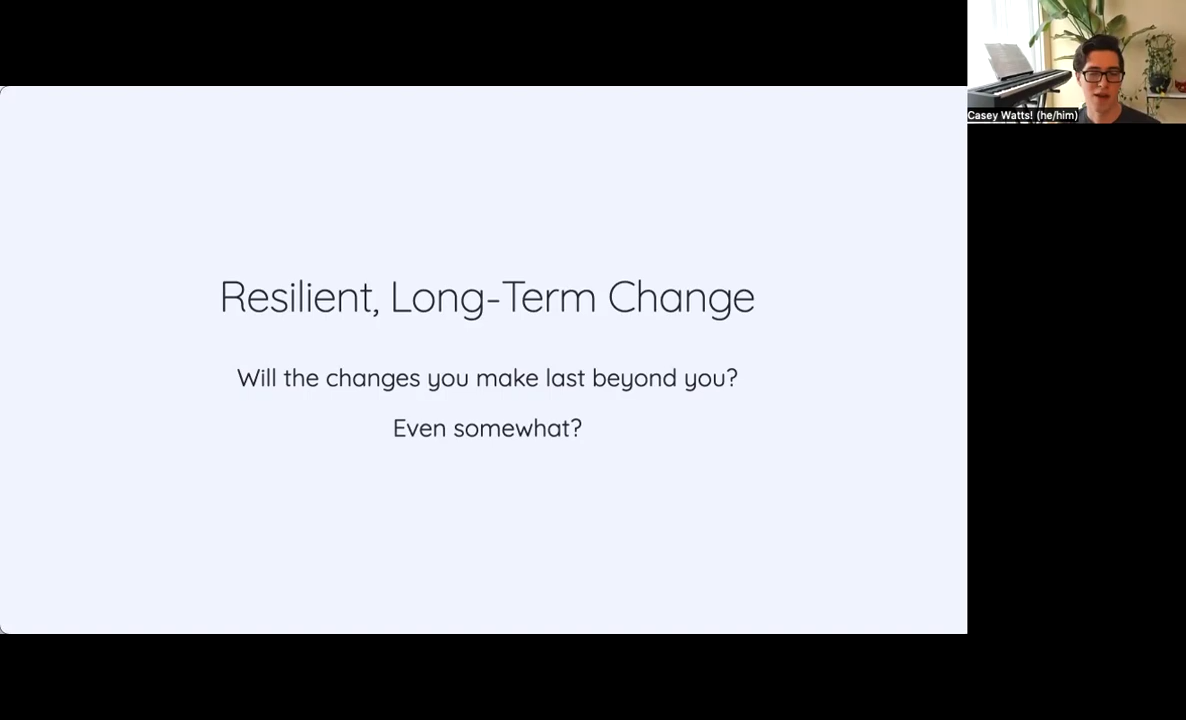 Resilient, Long-Term Change
Will the changes you make last beyond you?
Even somewhat?
Casey Watts! (he/him)